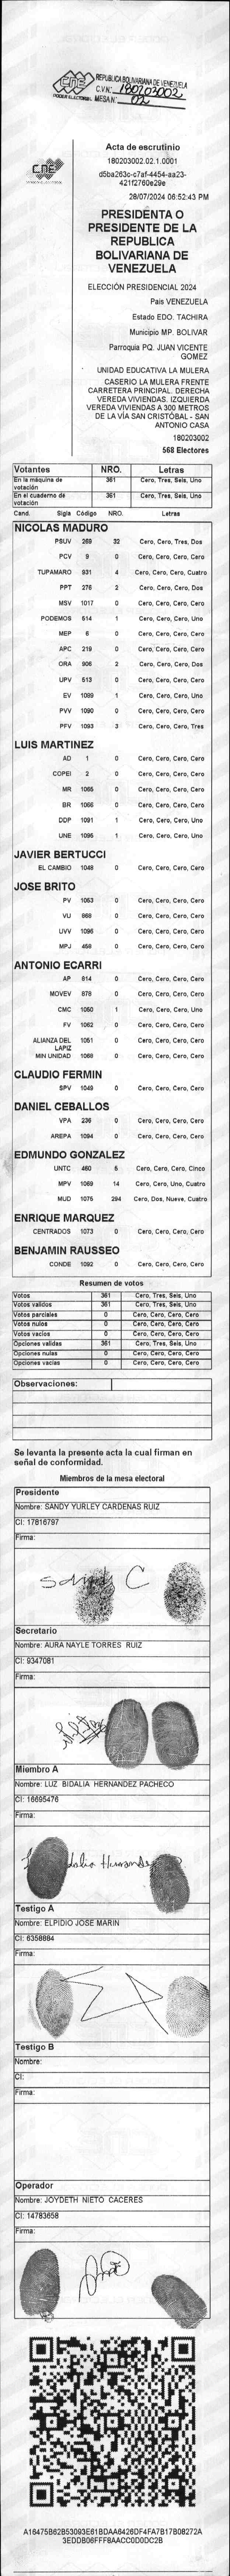 CNE
PODER ELECTORAL
REPUBLICA BOLIVARIANA DE VENEZUELA
C.V.N° 180203002
MESA N° 02
CNE
Acta de escrutinio
180203002.02.1.0001
d5ba263c-c7af-4454-aa23-
421f2760e29e
28/07/2024 06:52:43 PM
PRESIDENTA O
PRESIDENTE DE LA
REPUBLICA
BOLIVARIANA DE
VENEZUELA
ELECCIÓN PRESIDENCIAL 2024
Pais VENEZUELA
Estado EDO. TACHIRA
Municipio MP. BOLIVAR
Parroquia PQ. JUAN VICENTE
GOMEZ
UNIDAD EDUCATIVA LA MULERA
CASERIO LA MULERA FRENTE
CARRETERA PRINCIPAL. DERECHA
VEREDA VIVIENDAS. IZQUIERDA
VEREDA VIVIENDAS A 300 METROS
DE LA VÍA SAN CRISTÓBAL - SAN
ANTONIO CASA
180203002
568 Electores
Votantes NRO. Letras
En la máquina de votación 361 Cero, Tres, Seis, Uno
En el cuaderno de votación 361 Cero, Tres, Seis, Uno
Cand. Sigla Código NRO. Letras
NICOLAS MADURO
PSUV 269 32 Cero, Cero, Tres, Dos
PCV 9 0 Cero, Cero, Cero, Cero
TUPAMARO 931 4 Cero, Cero, Cero, Cuatro
PPT 276 2 Cero, Cero, Cero, Dos
MSV 1017 0 Cero, Cero, Cero, Cero
PODEMOS 514 1 Cero, Cero, Cero, Uno
MEP 6 0 Cero, Cero, Cero, Cero
APC 219 0 Cero, Cero, Cero, Cero
ORA 906 2 Cero, Cero, Cero, Dos
UPV 513 0 Cero, Cero, Cero, Cero
EV 1089 1 Cero, Cero, Cero, Uno
PVV 1090 0 Cero, Cero, Cero, Cero
PFV 1093 3 Cero, Cero, Cero, Tres
LUIS MARTINEZ
AD 1 0 Cero, Cero, Cero, Cero
COPEI 2 0 Cero, Cero, Cero, Cero
MR 1065 0 Cero, Cero, Cero, Cero
BR 1066 0 Cero, Cero, Cero, Cero
DDP 1091 1 Cero, Cero, Cero, Uno
UNE 1095 1 Cero, Cero, Cero, Uno
JAVIER BERTUCCI
EL CAMBIO 1048 0 Cero, Cero, Cero, Cero
JOSE BRITO
PV 1053 0 Cero, Cero, Cero, Cero
VU 868 0 Cero, Cero, Cero, Cero
UVV 1096 0 Cero, Cero, Cero, Cero
MPJ 458 0 Cero, Cero, Cero, Cero
ANTONIO ECARRI
AP 814 0 Cero, Cero, Cero, Cero
MOVEV 878 0 Cero, Cero, Cero, Cero
CMC 1050 1 Cero, Cero, Cero, Uno
FV 1062 0 Cero, Cero, Cero, Cero
ALIANZA DEL LAPIZ 1051 0 Cero, Cero, Cero, Cero
MIN UNIDAD 1068 0 Cero, Cero, Cero, Cero
CLAUDIO FERMIN
SPV 1049 0 Cero, Cero, Cero, Cero
DANIEL CEBALLOS
VPA 236 0 Cero, Cero, Cero, Cero
AREPA 1094 0 Cero, Cero, Cero, Cero
EDMUNDO GONZALEZ
UNTC 460 5 Cero, Cero, Cero, Cinco
MPV 1069 14 Cero, Cero, Uno, Cuatro
MUD 1075 294 Cero, Dos, Nueve, Cuatro
ENRIQUE MARQUEZ
CENTRADOS 1073 0 Cero, Cero, Cero, Cero
BENJAMIN RAUSSEO
CONDE 1092 0 Cero, Cero, Cero, Cero
Resumen de votos
Votos 361 Cero, Tres, Seis, Uno
Votos validos 361 Cero, Tres, Seis, Uno
Votos parciales 0 Cero, Cero, Cero, Cero
Votos nulos 0 Cero, Cero, Cero, Cero
Votos vacios 0 Cero, Cero, Cero, Cero
Opciones validas 361 Cero, Tres, Seis, Uno
Opciones nulas 0 Cero, Cero, Cero, Cero
Opciones vacias 0 Cero, Cero, Cero, Cero
Observaciones:
Se levanta la presente acta la cual firman en
señal de conformidad.
Miembros de la mesa electoral
Presidente
Nombre: SANDY YURLEY CARDENAS RUIZ
CI: 17816797
Firma:
Sandy C
Secretario
Nombre: AURA NAYLE TORRES RUIZ
CI: 9347081
Firma:
Miembro A
Nombre: LUZ BIDALIA HERNANDEZ PACHECO
CI: 16695476
Firma:
Testigo A
Nombre: ELPIDIO JOSE MARIN
CI: 6358884
Firma:
Testigo B
Nombre:
CI:
Firma:
Operador
Nombre: JOYDETH NIETO CACERES
CI: 14783658
Firma:
A16475B62B53093E61BDAA6426DF4FA7B17B08272A
3EDDB06FFF8AACC0D0DC2B